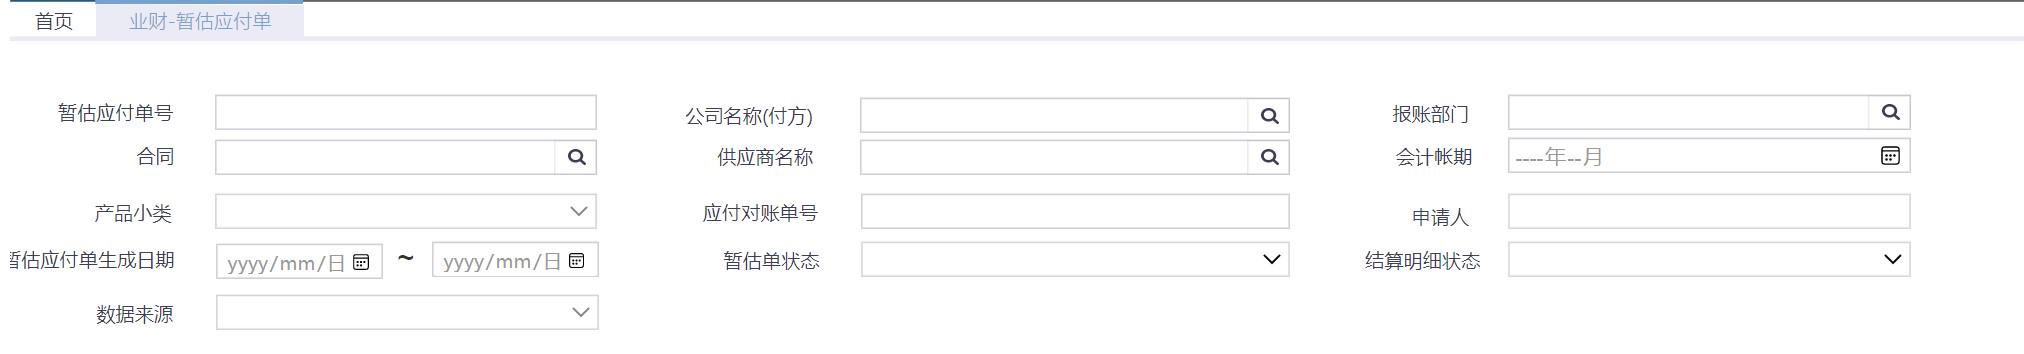 首页 业财-暂估应付单
暂估应付单号 公司名称(付方) 报账部门
合同 供应商名称 会计帐期 ----年--月
产品小类 应付对账单号 申请人
暂估应付单生成日期 yyyy/mm/日 ~ yyyy/mm/日 暂估单状态 结算明细状态
数据来源